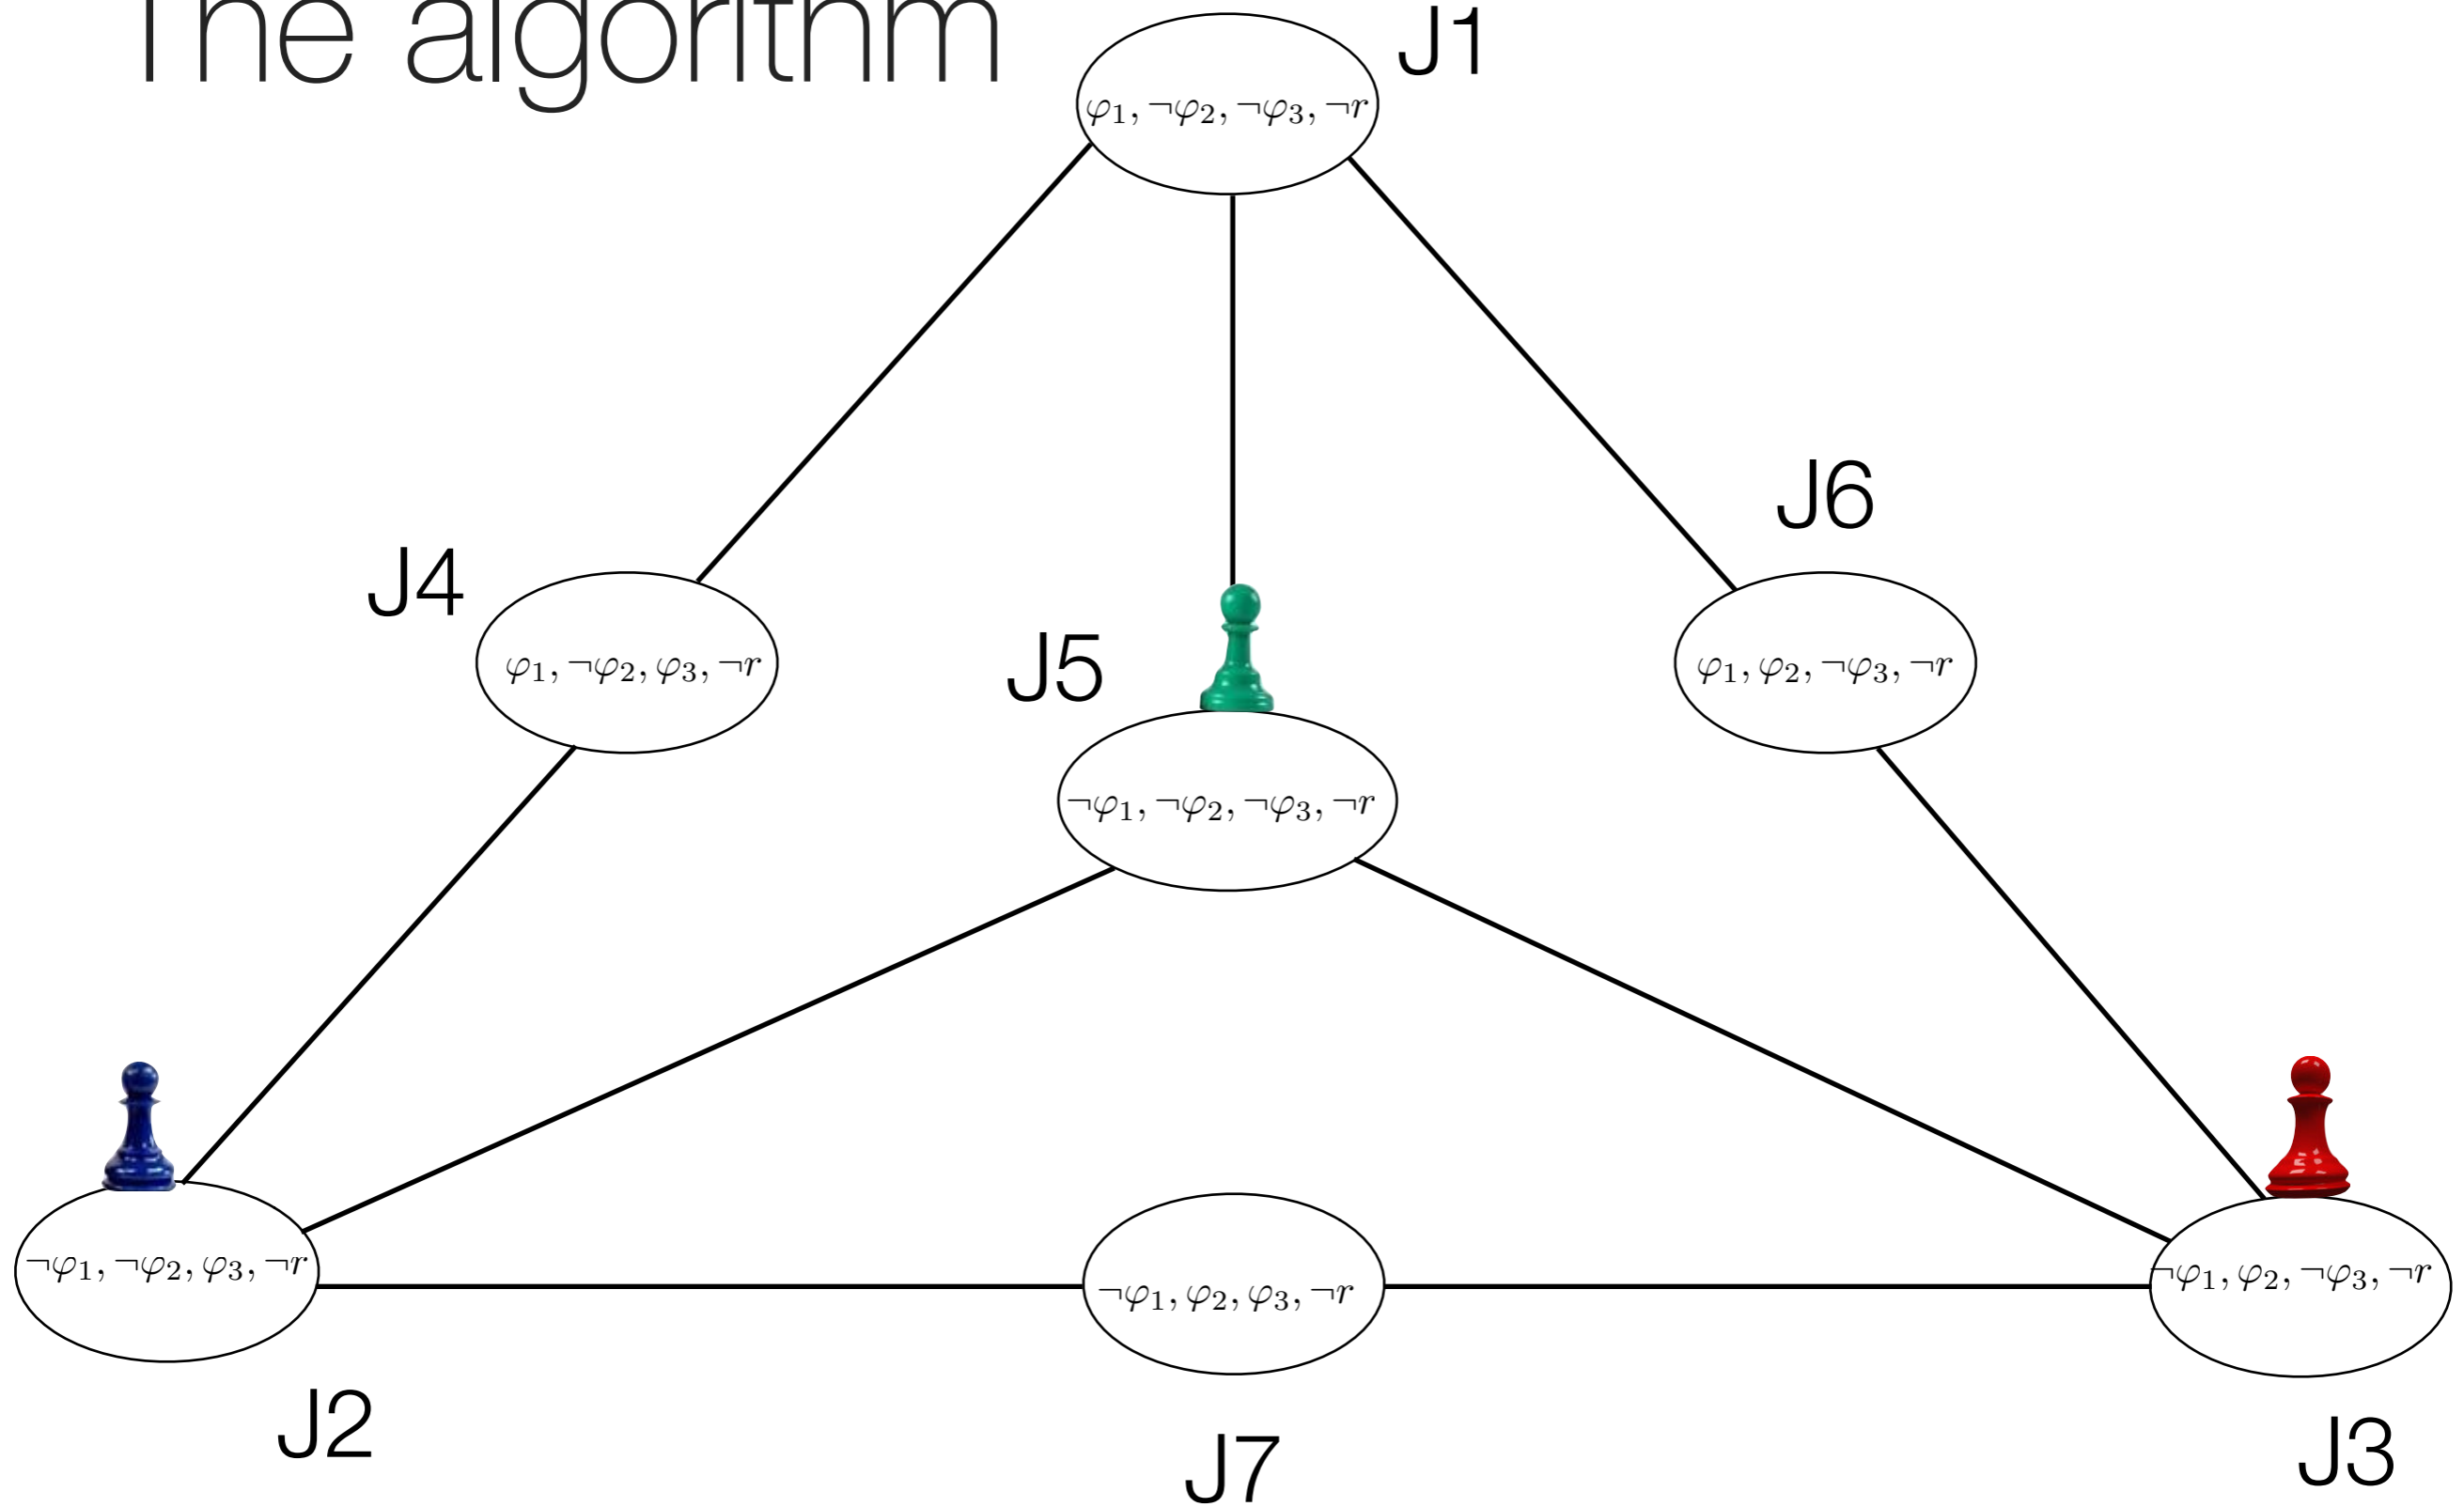 The algorithm
J1
φ₁, ¬φ₂, ¬φ₃, ¬r
J6
J4
φ₁, ¬φ₂, φ₃, ¬r
φ₁, φ₂, ¬φ₃, ¬r
J5
¬φ₁, ¬φ₂, ¬φ₃, ¬r
¬φ₁, ¬φ₂, φ₃, ¬r
¬φ₁, φ₂, φ₃, ¬r
¬φ₁, φ₂, ¬φ₃, ¬r
J2
J7
J3